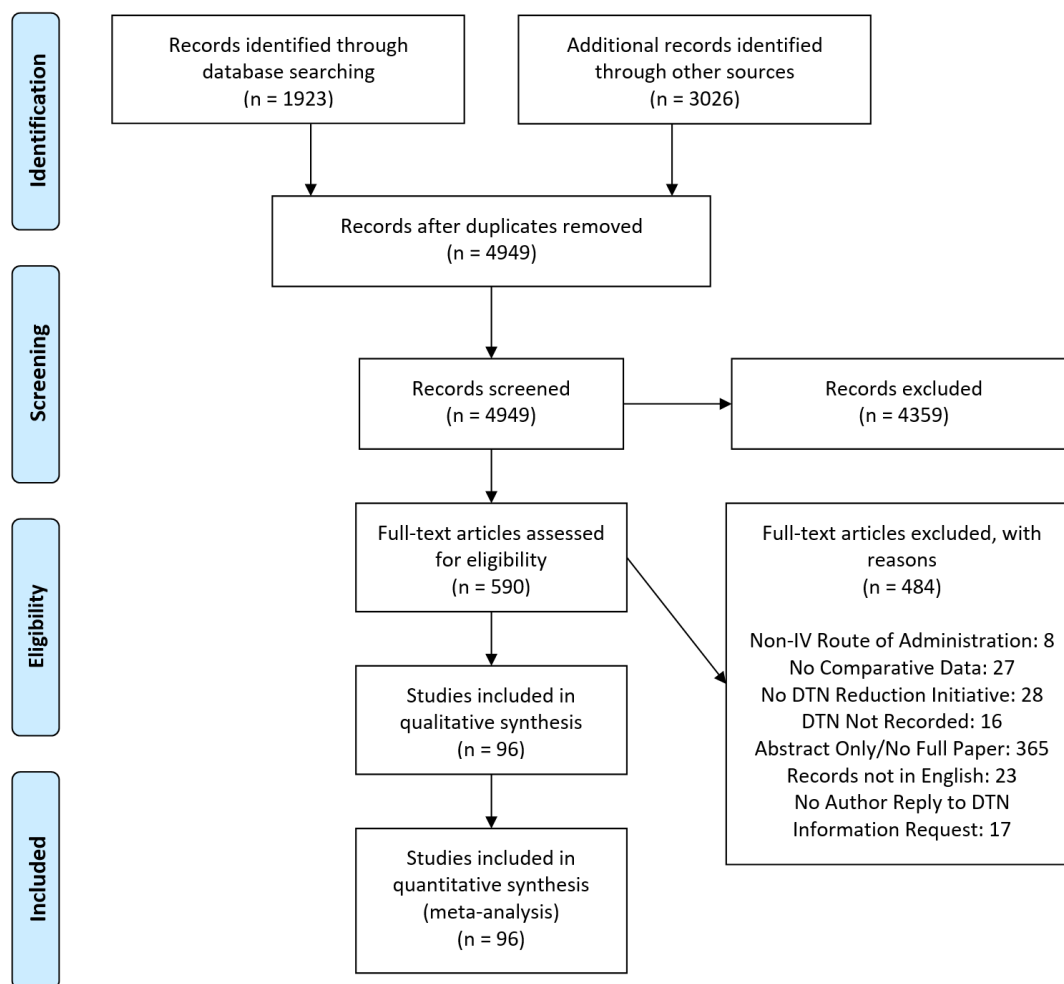 Identification
Records identified through
database searching
(n = 1923)
Additional records identified
through other sources
(n = 3026)
Records after duplicates removed
(n = 4949)
Screening
Records screened
(n = 4949)
Records excluded
(n = 4359)
Eligibility
Full-text articles assessed
for eligibility
(n = 590)
Full-text articles excluded, with
reasons
(n = 484)
Non-IV Route of Administration: 8
No Comparative Data: 27
No DTN Reduction Initiative: 28
DTN Not Recorded: 16
Abstract Only/No Full Paper: 365
Records not in English: 23
No Author Reply to DTN
Information Request: 17
Studies included in
qualitative synthesis
(n = 96)
Included
Studies included in
quantitative synthesis
(meta-analysis)
(n = 96)